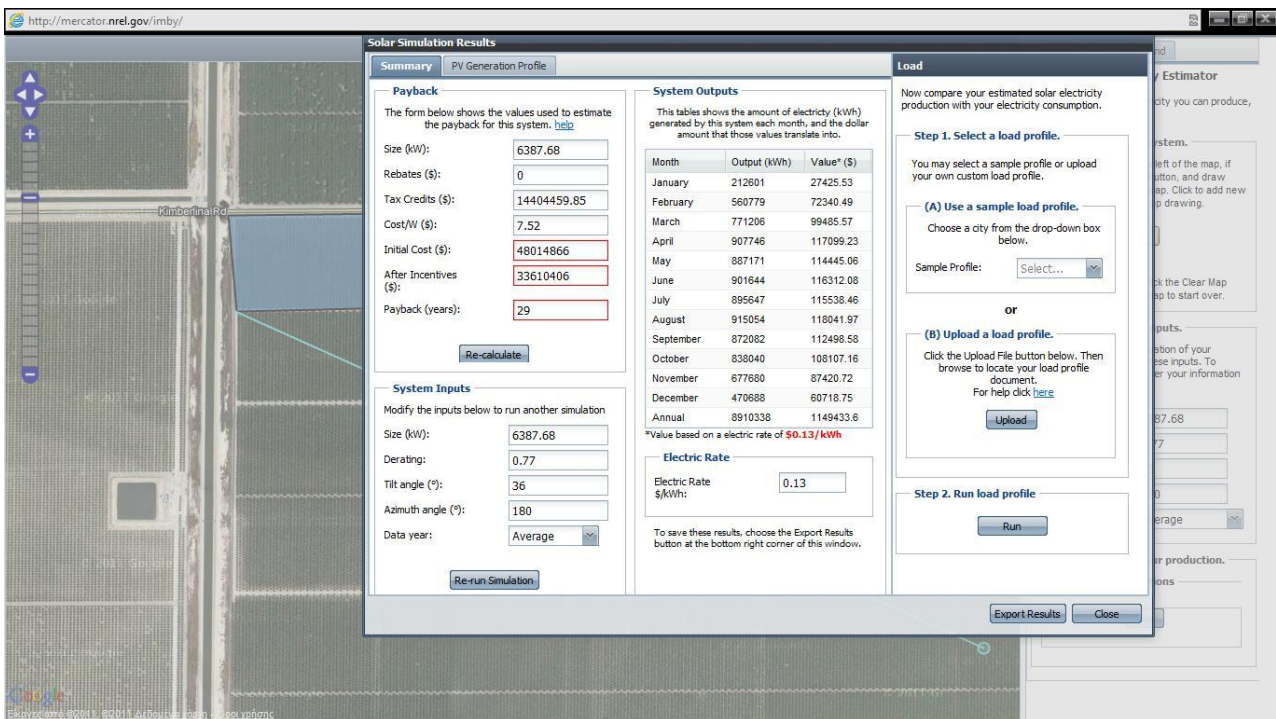 http://mercator.nrel.gov/imby/
Solar Simulation Results
Summary
PV Generation Profile
Payback
The form below shows the values used to estimate
the payback for this system. help
Size (kW): 6387.68
Rebates ($): 0
Tax Credits ($): 14404459.85
Cost/W ($): 7.52
Initial Cost ($): 48014866
After Incentives
($): 33610406
Payback (years): 29
Re-calculate
System Inputs
Modify the inputs below to run another simulation
Size (kW): 6387.68
Derating: 0.77
Tilt angle (º): 36
Azimuth angle (º): 180
Data year: Average
Re-run Simulation
System Outputs
This tables shows the amount of electricty (kWh)
generated by this system each month, and the dollar
amount that those values translate into.
Month Output (kWh) Value* ($)
January 212601 27425.53
February 560779 72340.49
March 771206 99485.57
April 907746 117099.23
May 887171 114445.06
June 901644 116312.08
July 895647 115538.46
August 915054 118041.97
September 872082 112498.58
October 838040 108107.16
November 677680 87420.72
December 470688 60718.75
Annual 8910338 1149433.6
*Value based on a electric rate of $0.13/kWh
Electric Rate
Electric Rate
$/kWh: 0.13
To save these results, choose the Export Results
button at the bottom right corner of this window.
Load
Now compare your estimated solar electricity
production with your electricity consumption.
Step 1. Select a load profile.
You may select a sample profile or upload
your own custom load profile.
(A) Use a sample load profile.
Choose a city from the drop-down box
below.
Sample Profile: Select...
or
(B) Upload a load profile.
Click the Upload File button below. Then
browse to locate your load profile
document.
For help click here
Upload
Step 2. Run load profile
Run
Export Results
Close
Kimberlina Rd
Google
y Estimator
city you can produce,
ystem.
left of the map, if
utton, and draw
ap. Click to add new
p drawing.
ck the Clear Map
ap to start over.
puts.
ation of your
ese inputs. To
er your information
87.68
77
0
erage
ur production.
ons